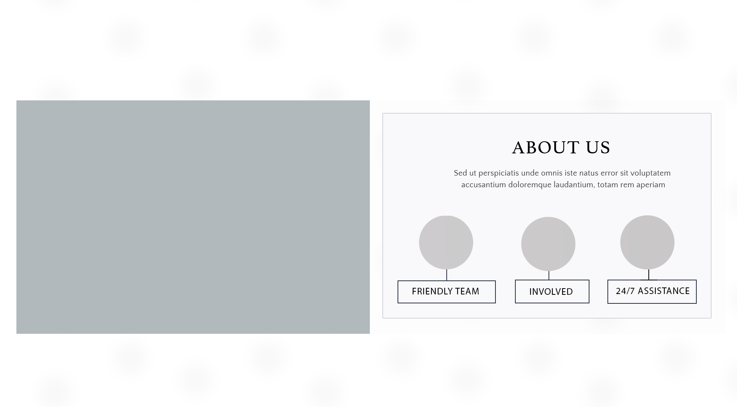 ABOUT US
Sed ut perspiciatis unde omnis iste natus error sit voluptatem
accusantium doloremque laudantium, totam rem aperiam
FRIENDLY TEAM
INVOLVED
24/7 ASSISTANCE